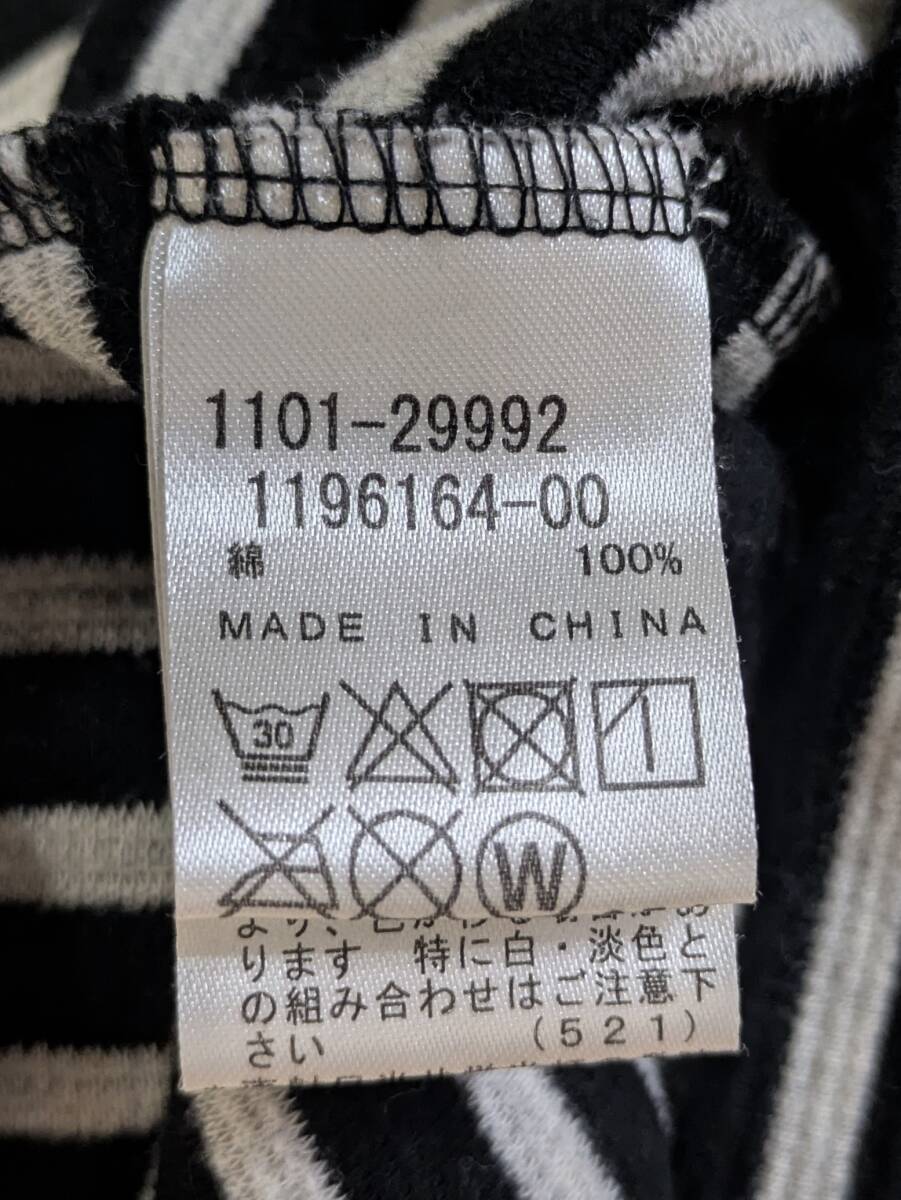 1101-29992
1196164-00
綿 100%
MADE IN CHINA
30
W
ります 特に白・淡色と
の組み合わせはご注意下
さい (521)